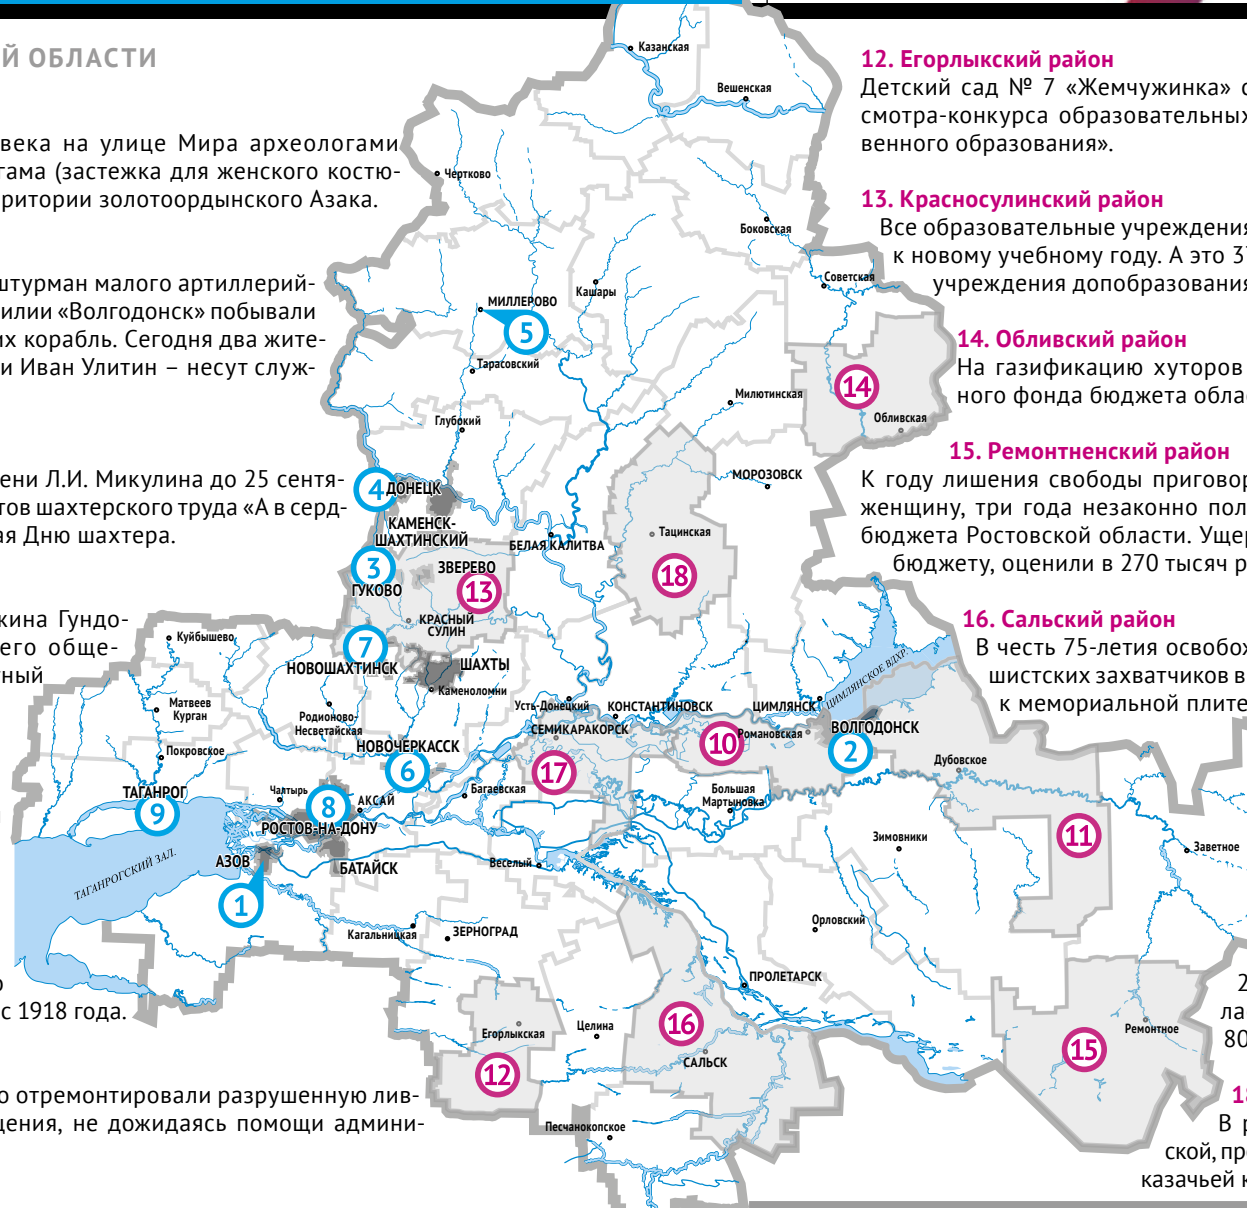 Й ОБЛАСТИ
века на улице Мира археологами
гама (застежка для женского костю-
рритории золотоордынского Азака.
штурман малого артиллерий-
илии «Волгодонск» побывали
их корабль. Сегодня два жите-
и Иван Улитин – несут служ-
ени Л.И. Микулина до 25 сентя-
тов шахтерского труда «А в серд-
ая Дню шахтера.
кина Гундо-
его обще-
тный
с 1918 года.
о отремонтировали разрушенную лив-
щения, не дожидаясь помощи админи-
Казанская
Вешенская
Чертково
Боковская
Советская
Кашары
МИЛЛЕРОВО
5
Тарасовский
Милютинская
14
Обливская
Глубокий
МОРОЗОВСК
4
ДОНЕЦК
КАМЕНСК-
ШАХТИНСКИЙ
БЕЛАЯ КАЛИТВА
Тацинская
18
3
ГУКОВО
ЗВЕРЕВО
13
КРАСНЫЙ
СУЛИН
7
НОВОШАХТИНСК
ШАХТЫ
Каменоломни
Куйбышево
Матвеев
Курган
Родионово-
Несветайская
Покровское
Усть-Донецкий
КОНСТАНТИНОВСК
ЦИМЛЯНСК
ЦИМЛЯНСКОЕ ВДХР.
СЕМИКАРАКОРСК
10
Романовская
ВОЛГОДОНСК
2
НОВОЧЕРКАССК
6
17
Дубовское
ТАГАНРОГ
9
Чалтырь
8
АКСАЙ
Багаевская
Большая
Мартыновка
РОСТОВ-НА-ДОНУ
Зимовники
11
Заветное
ТАГАНРОГСКИЙ ЗАЛ.
АЗОВ
1
БАТАЙСК
Веселый
Кагальницкая
ЗЕРНОГРАД
Орловский
ПРОЛЕТАРСК
Егорлыкская
12
Целина
16
САЛЬСК
Ремонтное
15
Песчанокопское
12. Егорлыкский район
Детский сад № 7 «Жемчужинка» с
смотра-конкурса образовательных
венного образования».
13. Красносулинский район
Все образовательные учреждения
к новому учебному году. А это 3
учреждения допобразования
14. Обливский район
На газификацию хуторов
ного фонда бюджета обла
15. Ремонтненский район
К году лишения свободы приговор
женщину, три года незаконно пол
бюджета Ростовской области. Ущер
бюджету, оценили в 270 тысяч р
16. Сальский район
В честь 75-летия освобож
шистских захватчиков в
к мемориальной плите
2
ла
80
18
В р
ской, пр
казачьей к